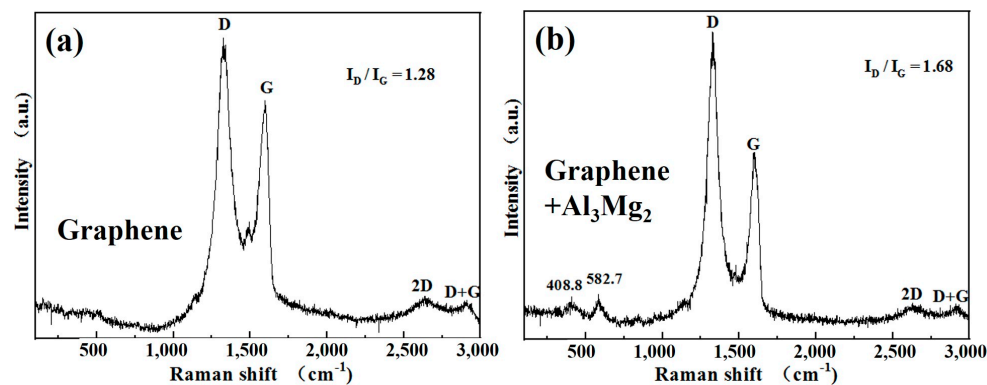 (a)
D
G
I_D / I_G = 1.28
Graphene
2D
D+G
Intensity （a.u.）
500
1,000
1,500
2,000
2,500
3,000
Raman shift （cm⁻¹）
(b)
D
G
I_D / I_G = 1.68
Graphene
+Al₃Mg₂
408.8
582.7
2D
D+G
Intensity （a.u.）
500
1,000
1,500
2,000
2,500
3,000
Raman shift （cm⁻¹）